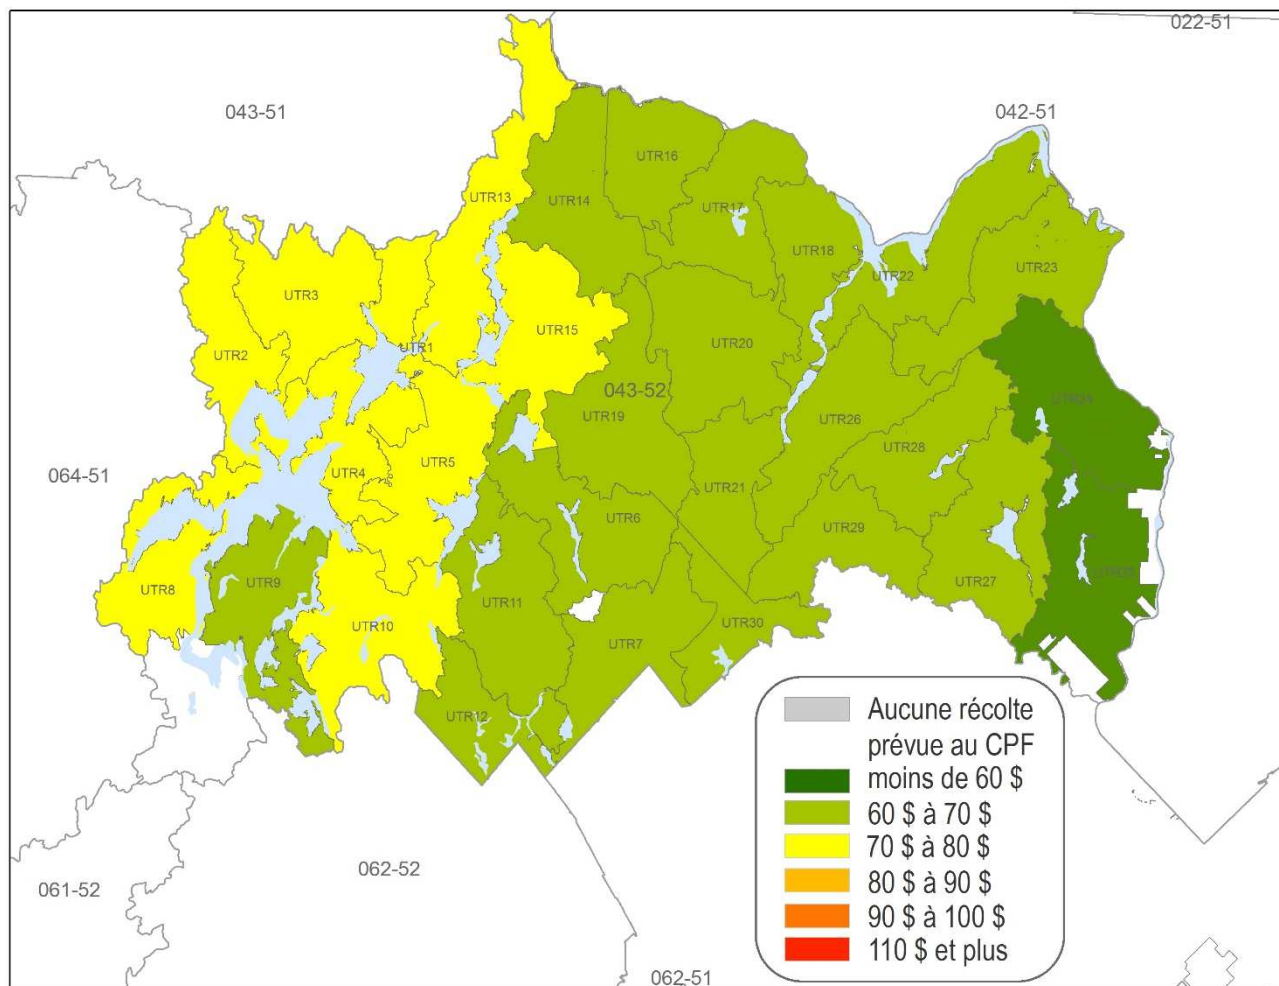 022-51
043-51
042-51
UTR16
UTR13
UTR14
UTR17
UTR18
UTR23
UTR22
UTR3
UTR15
UTR20
UTR1
UTR2
043-52
UTR19
UTR26
UTR28
UTR5
UTR4
064-51
UTR21
UTR6
UTR29
UTR9
UTR8
UTR27
UTR11
UTR10
UTR7
UTR30
UTR12
Aucune récolte
prévue au CPF
moins de 60 $
60 $ à 70 $
70 $ à 80 $
80 $ à 90 $
90 $ à 100 $
110 $ et plus
062-52
061-52
062-51